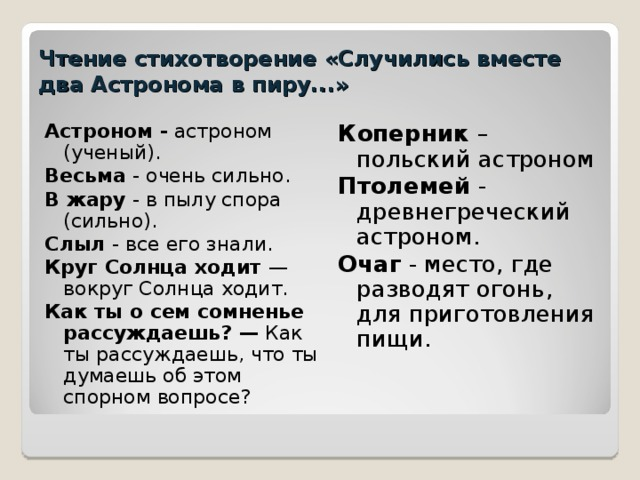 Чтение стихотворение «Случились вместе
два Астронома в пиру...»
Астроном - астроном
(ученый).
Весьма - очень сильно.
В жару - в пылу спора
(сильно).
Слыл - все его знали.
Круг Солнца ходит —
вокруг Солнца ходит.
Как ты о сем сомненье
рассуждаешь? — Как
ты рассуждаешь, что ты
думаешь об этом
спорном вопросе?
Коперник –
польский астроном
Птолемей -
древнегреческий
астроном.
Очаг - место, где
разводят огонь,
для приготовления
пищи.